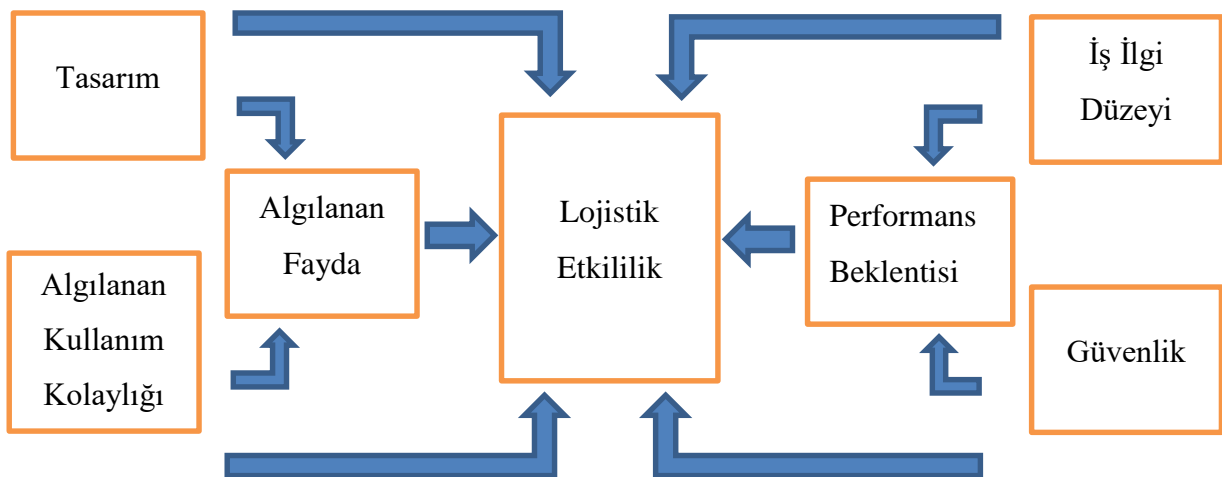 Tasarım
Algılanan
Kullanım
Kolaylığı
Algılanan
Fayda
Lojistik
Etkililik
Performans
Beklentisi
İş İlgi
Düzeyi
Güvenlik